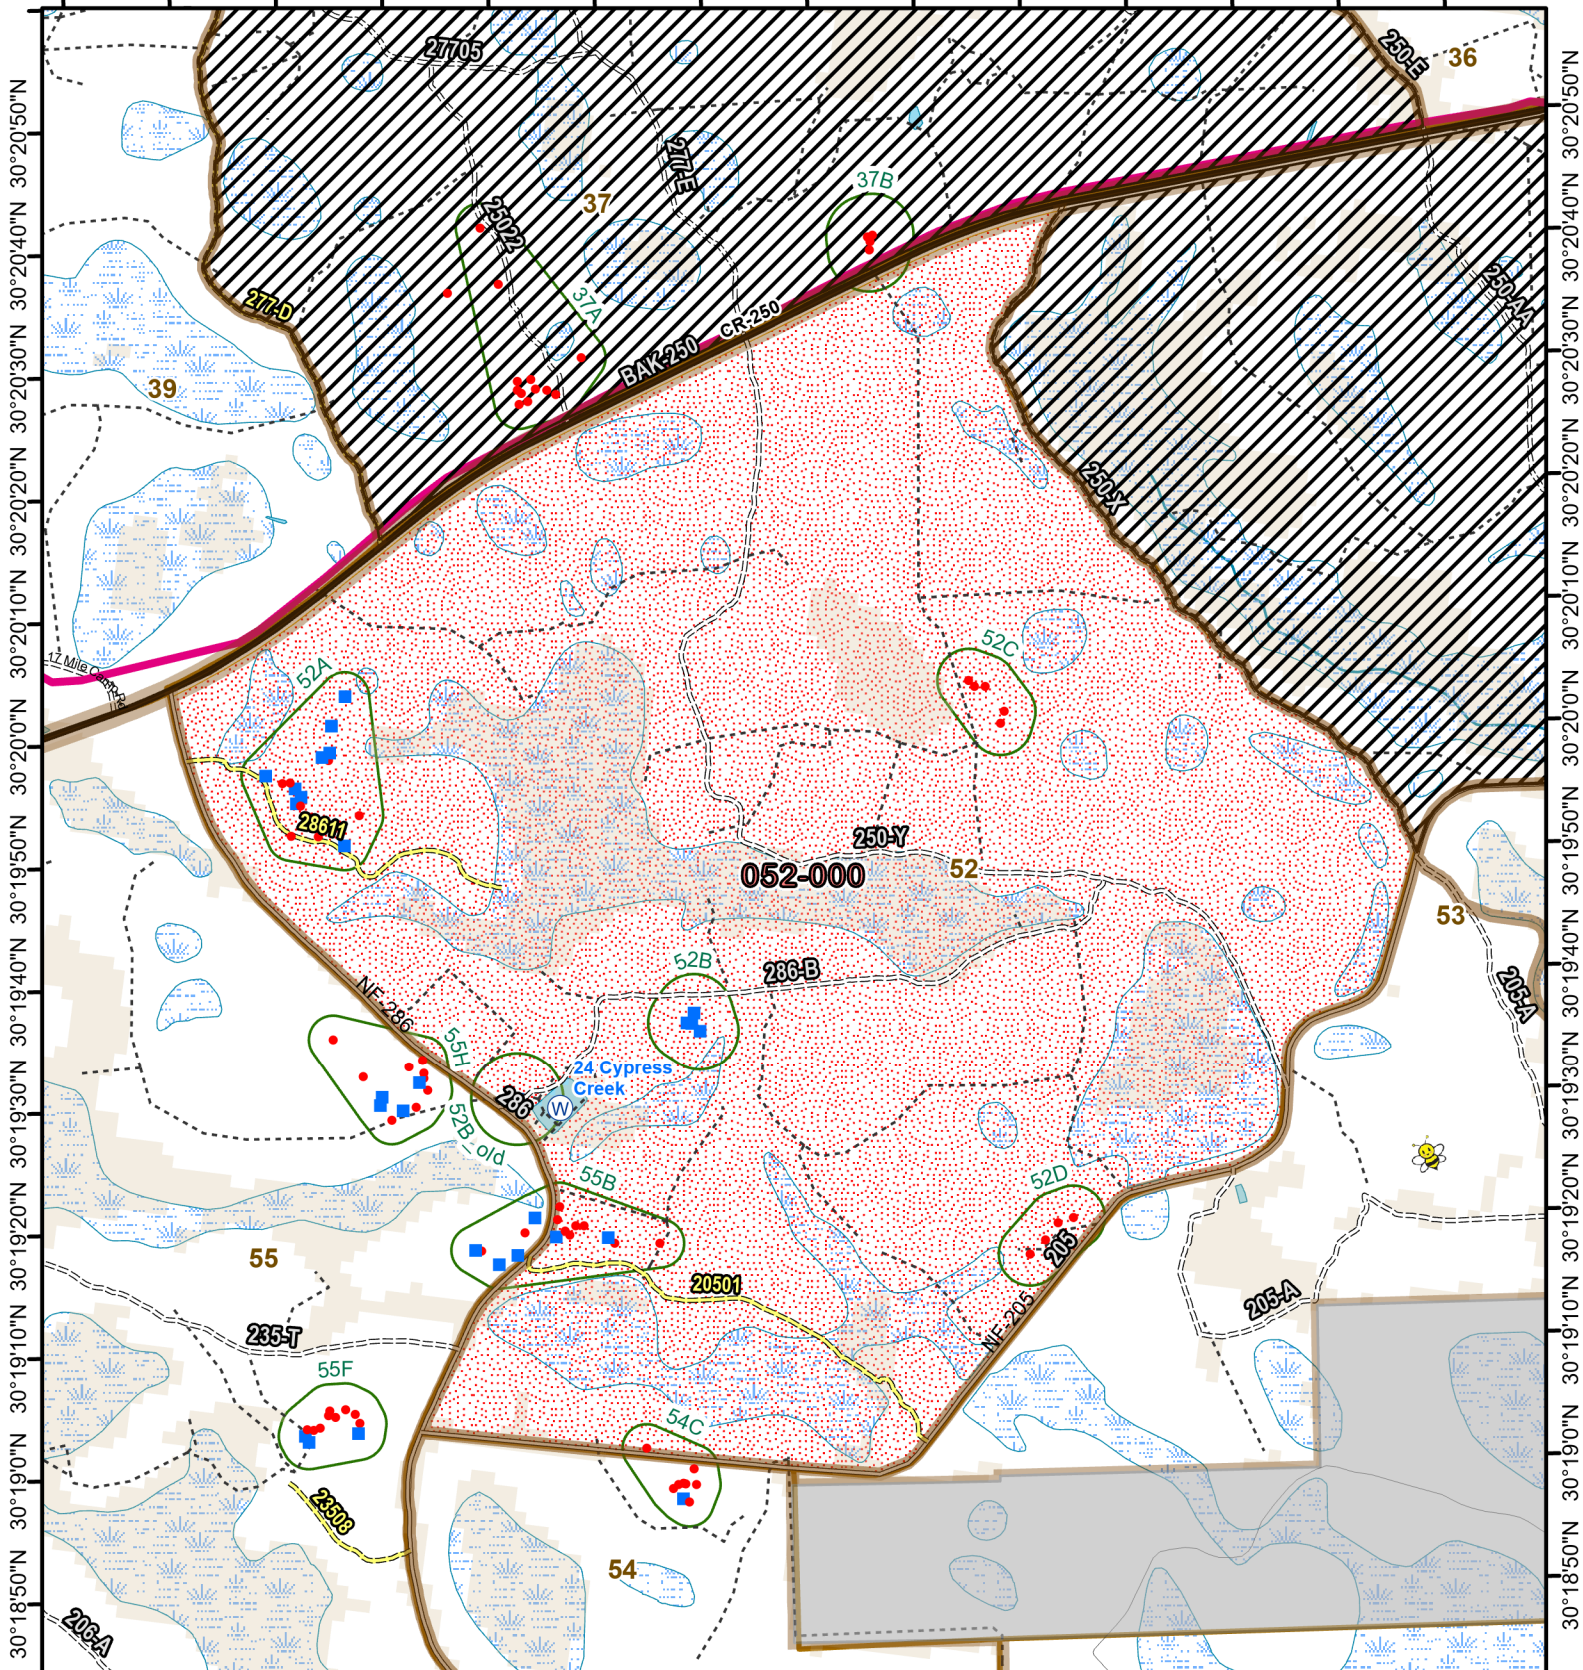 27705
250-E
36
30°20'50"N
30°20'50"N
277-E
37B
37
25022
30°20'40"N
30°20'40"N
250-AA
277-D
37A
CR-250
BAK-250
30°20'30"N
30°20'30"N
39
250-X
30°20'20"N
30°20'20"N
30°20'10"N
30°20'10"N
52C
17 Mile Camp Rd
52A
30°20'0"N
30°20'0"N
28611
250-Y
30°19'50"N
30°19'50"N
052-000
52
53
52B
286-B
205-A
30°19'40"N
30°19'40"N
NF-286
55H
24 Cypress
Creek
W
286
30°19'30"N
30°19'30"N
52B_old
55B
52D
30°19'20"N
30°19'20"N
55
205
20501
205-A
235-T
NF-205
30°19'10"N
30°19'10"N
55F
54C
30°19'0"N
30°19'0"N
23508
54
30°18'50"N
30°18'50"N
206-A